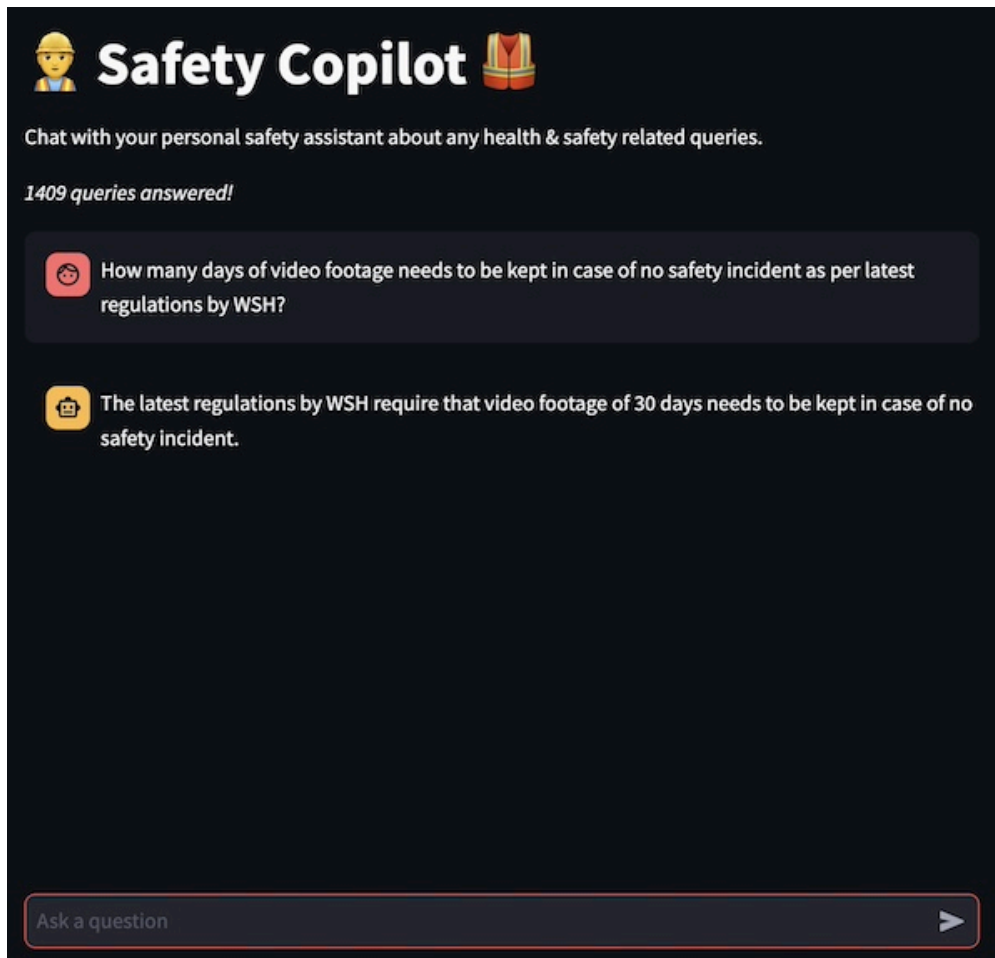 Safety Copilot
Chat with your personal safety assistant about any health & safety related queries.
1409 queries answered!
How many days of video footage needs to be kept in case of no safety incident as per latest
regulations by WSH?
The latest regulations by WSH require that video footage of 30 days needs to be kept in case of no
safety incident.
Ask a question